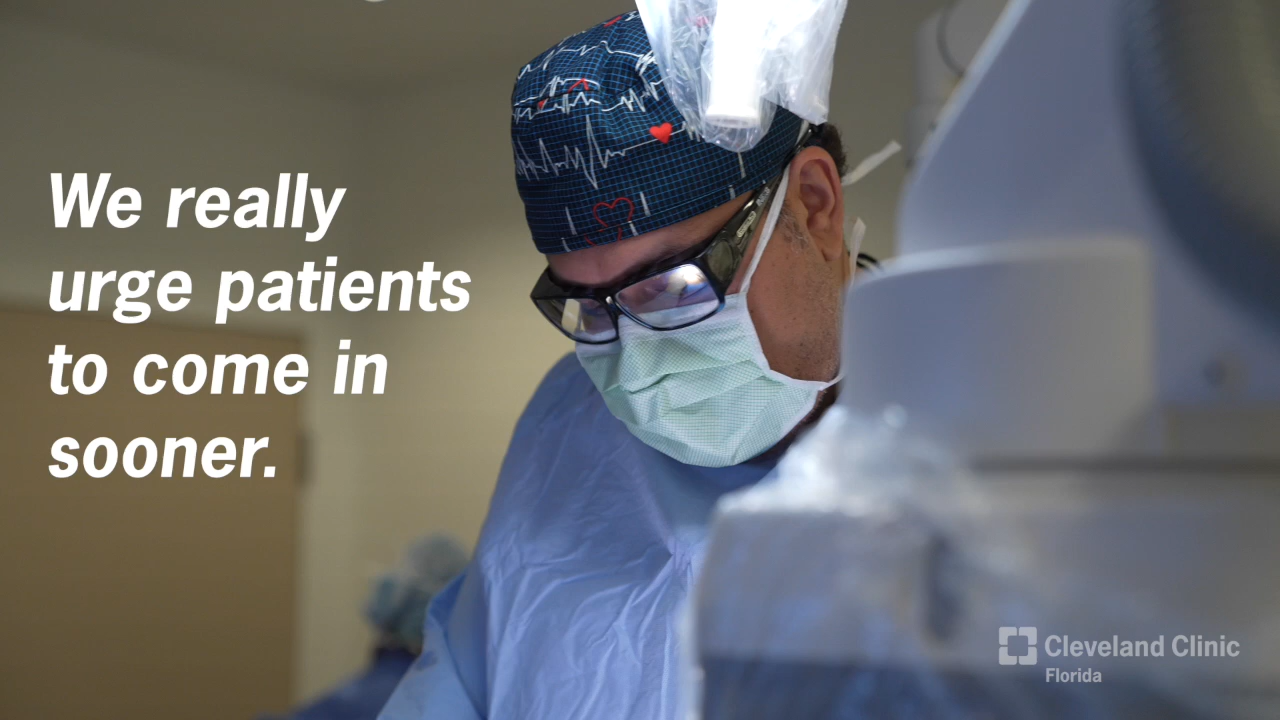 We really
urge patients
to come in
sooner.
Cleveland Clinic
Florida